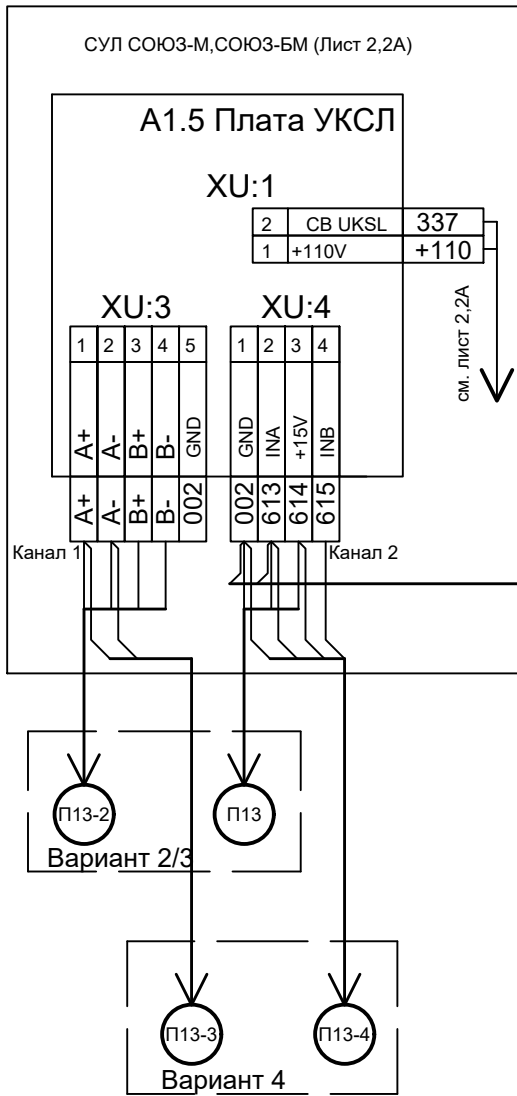 СУЛ СОЮЗ-М,СОЮЗ-БМ (Лист 2,2А)
А1.5 Плата УКСЛ
XU:1
2 CB UKSL 337
1 +110V +110
см. лист 2,2А
XU:3 XU:4
1 2 3 4 5 1 2 3 4
A+ A- B+ B- GND GND INA +15V INB
A+ A- B+ B- 002 002 613 614 615
Канал 1 Канал 2
П13-2 П13
Вариант 2/3
П13-3 П13-4
Вариант 4